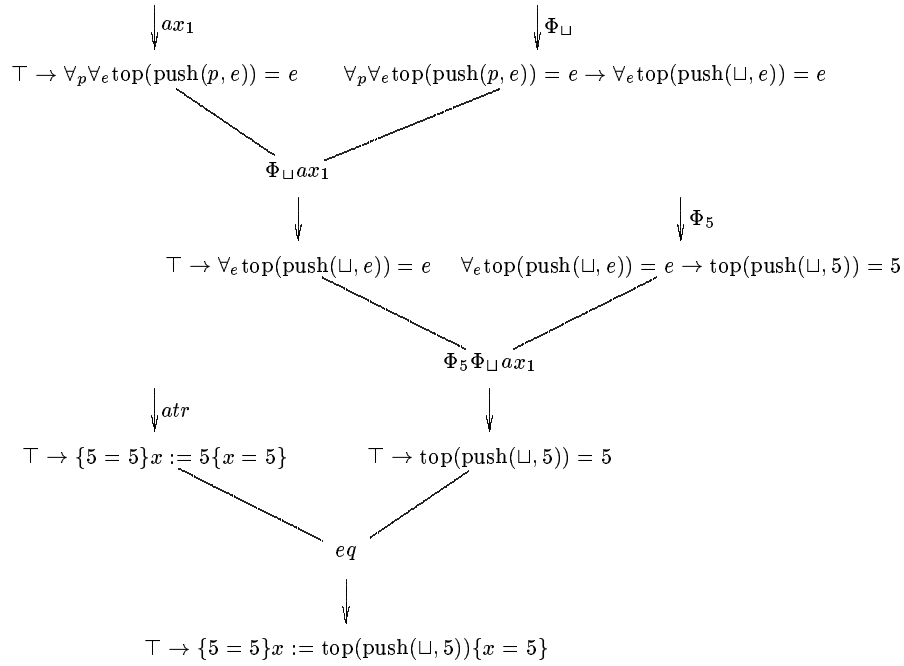 ax₁ Φ⊔
⊤ → ∀ₚ∀ₑtop(push(p, e)) = e ∀ₚ∀ₑtop(push(p, e)) = e → ∀ₑtop(push(⊔, e)) = e
Φ⊔ax₁
Φ₅
⊤ → ∀ₑtop(push(⊔, e)) = e ∀ₑtop(push(⊔, e)) = e → top(push(⊔, 5)) = 5
Φ₅Φ⊔ax₁
atr
⊤ → {5 = 5}x := 5{x = 5} ⊤ → top(push(⊔, 5)) = 5
eq
⊤ → {5 = 5}x := top(push(⊔, 5)){x = 5}